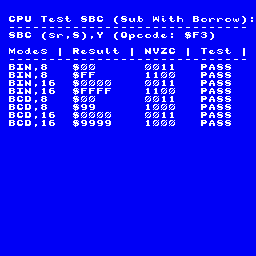 CPU Test SBC (Sub With Borrow):
--------------------------------
SBC (sr,S),Y (Opcode: $F3)
--------------------------------
Modes | Result | NVZC | Test |
--------------------------------
BIN,8 $00 0011 PASS
BIN,8 $FF 1100 PASS
BIN,16 $0000 0011 PASS
BIN,16 $FFFF 1100 PASS
BCD,8 $00 0011 PASS
BCD,8 $99 1000 PASS
BCD,16 $0000 0011 PASS
BCD,16 $9999 1000 PASS